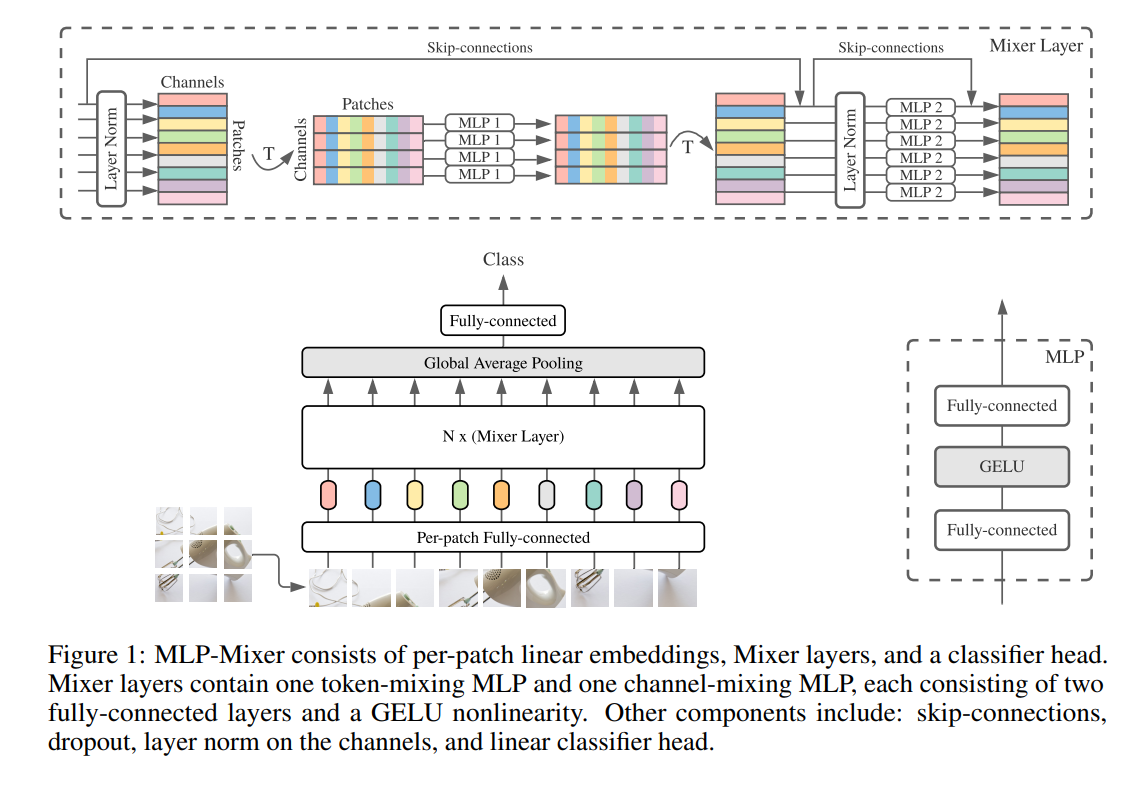 Skip-connections
Skip-connections
Mixer Layer
Channels
Layer Norm
Patches
T
Patches
Channels
MLP 1
MLP 1
MLP 1
MLP 1
T
Layer Norm
MLP 2
MLP 2
MLP 2
MLP 2
MLP 2
MLP 2
Class
Fully-connected
Global Average Pooling
N x (Mixer Layer)
Per-patch Fully-connected
MLP
Fully-connected
GELU
Fully-connected
Figure 1: MLP-Mixer consists of per-patch linear embeddings, Mixer layers, and a classifier head.
Mixer layers contain one token-mixing MLP and one channel-mixing MLP, each consisting of two
fully-connected layers and a GELU nonlinearity. Other components include: skip-connections,
dropout, layer norm on the channels, and linear classifier head.